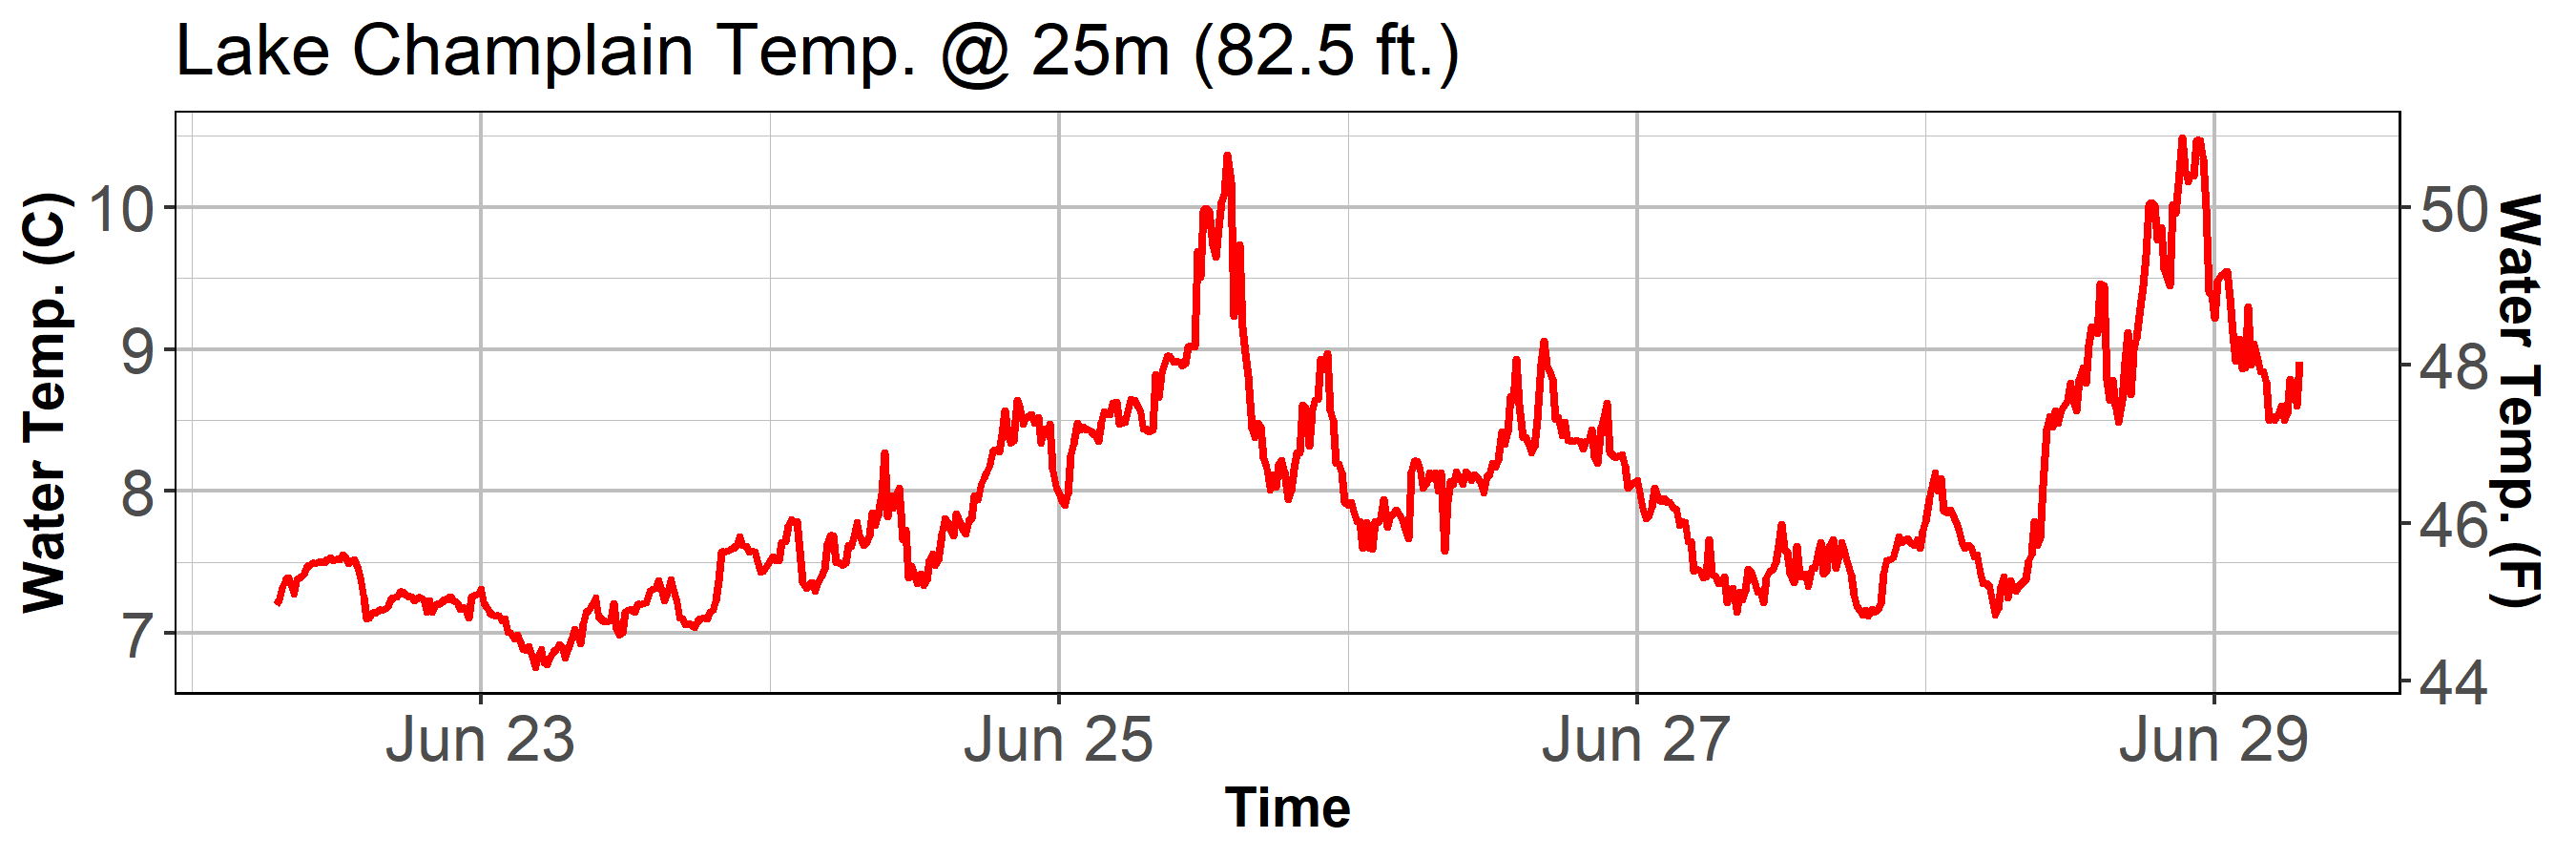 Lake Champlain Temp. @ 25m (82.5 ft.)
Water Temp. (C)
10
9
8
7
50
48
46
44
Water Temp. (F)
Jun 23
Jun 25
Jun 27
Jun 29
Time